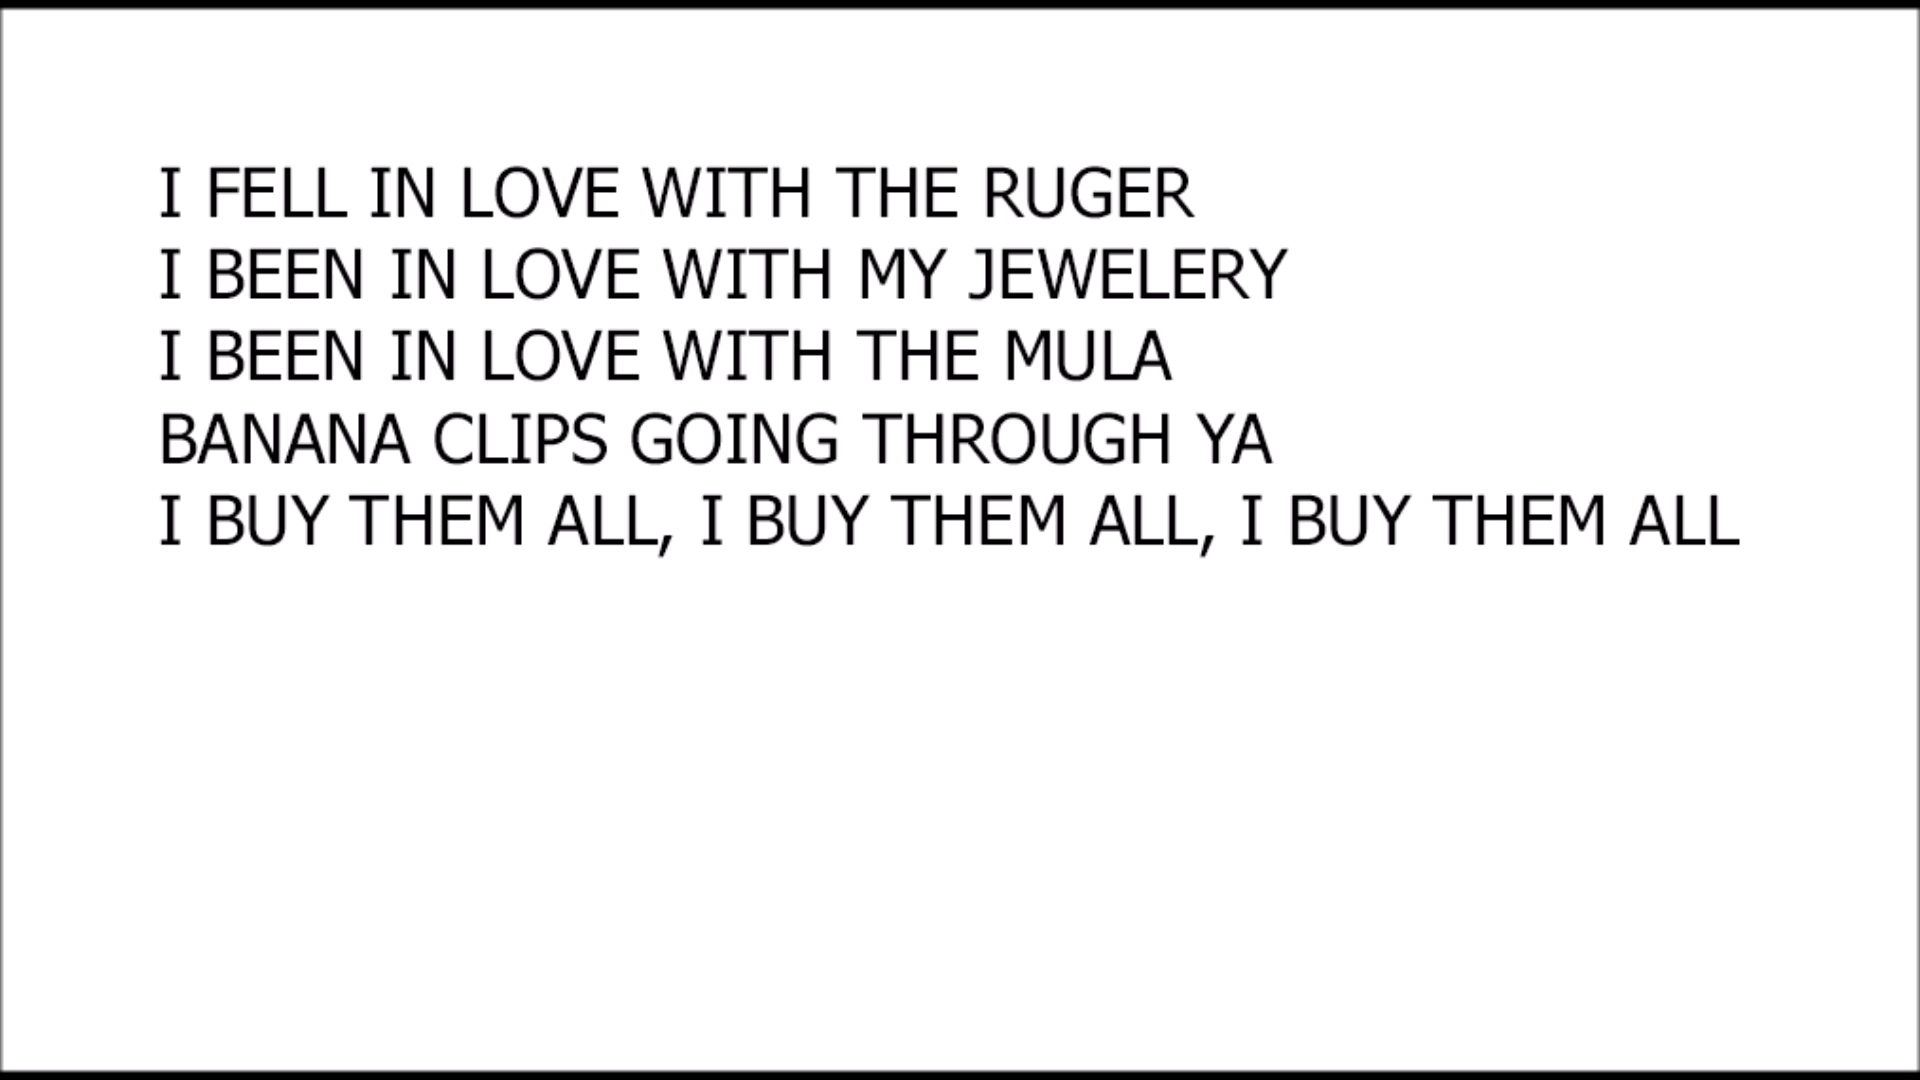 I FELL IN LOVE WITH THE RUGER
I BEEN IN LOVE WITH MY JEWELERY
I BEEN IN LOVE WITH THE MULA
BANANA CLIPS GOING THROUGH YA
I BUY THEM ALL, I BUY THEM ALL, I BUY THEM ALL